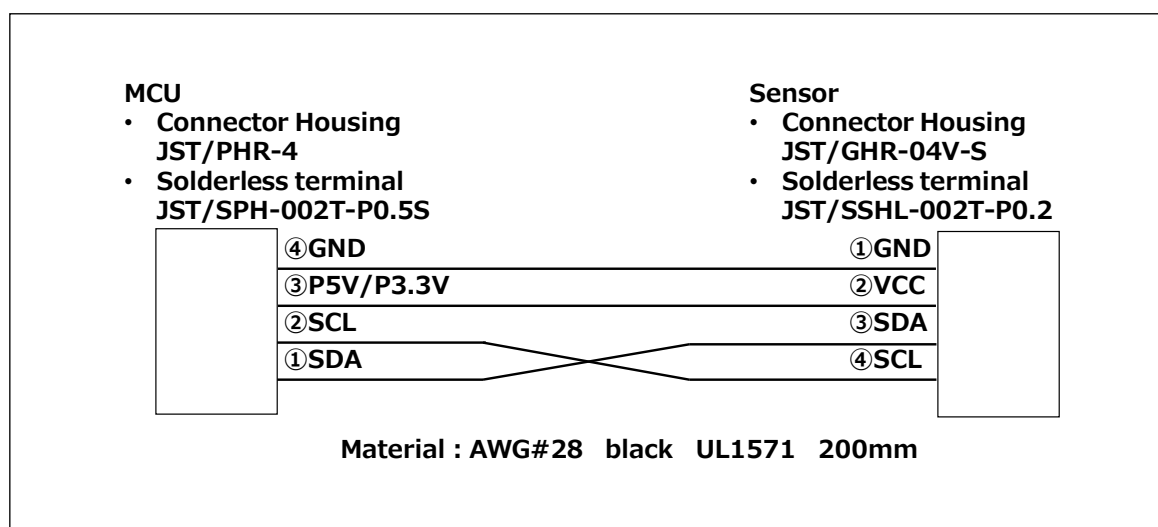 MCU
• Connector Housing
JST/PHR-4
• Solderless terminal
JST/SPH-002T-P0.5S
Sensor
• Connector Housing
JST/GHR-04V-S
• Solderless terminal
JST/SSHL-002T-P0.2
④GND ①GND
③P5V/P3.3V ②VCC
②SCL ③SDA
①SDA ④SCL
Material : AWG#28 black UL1571 200mm